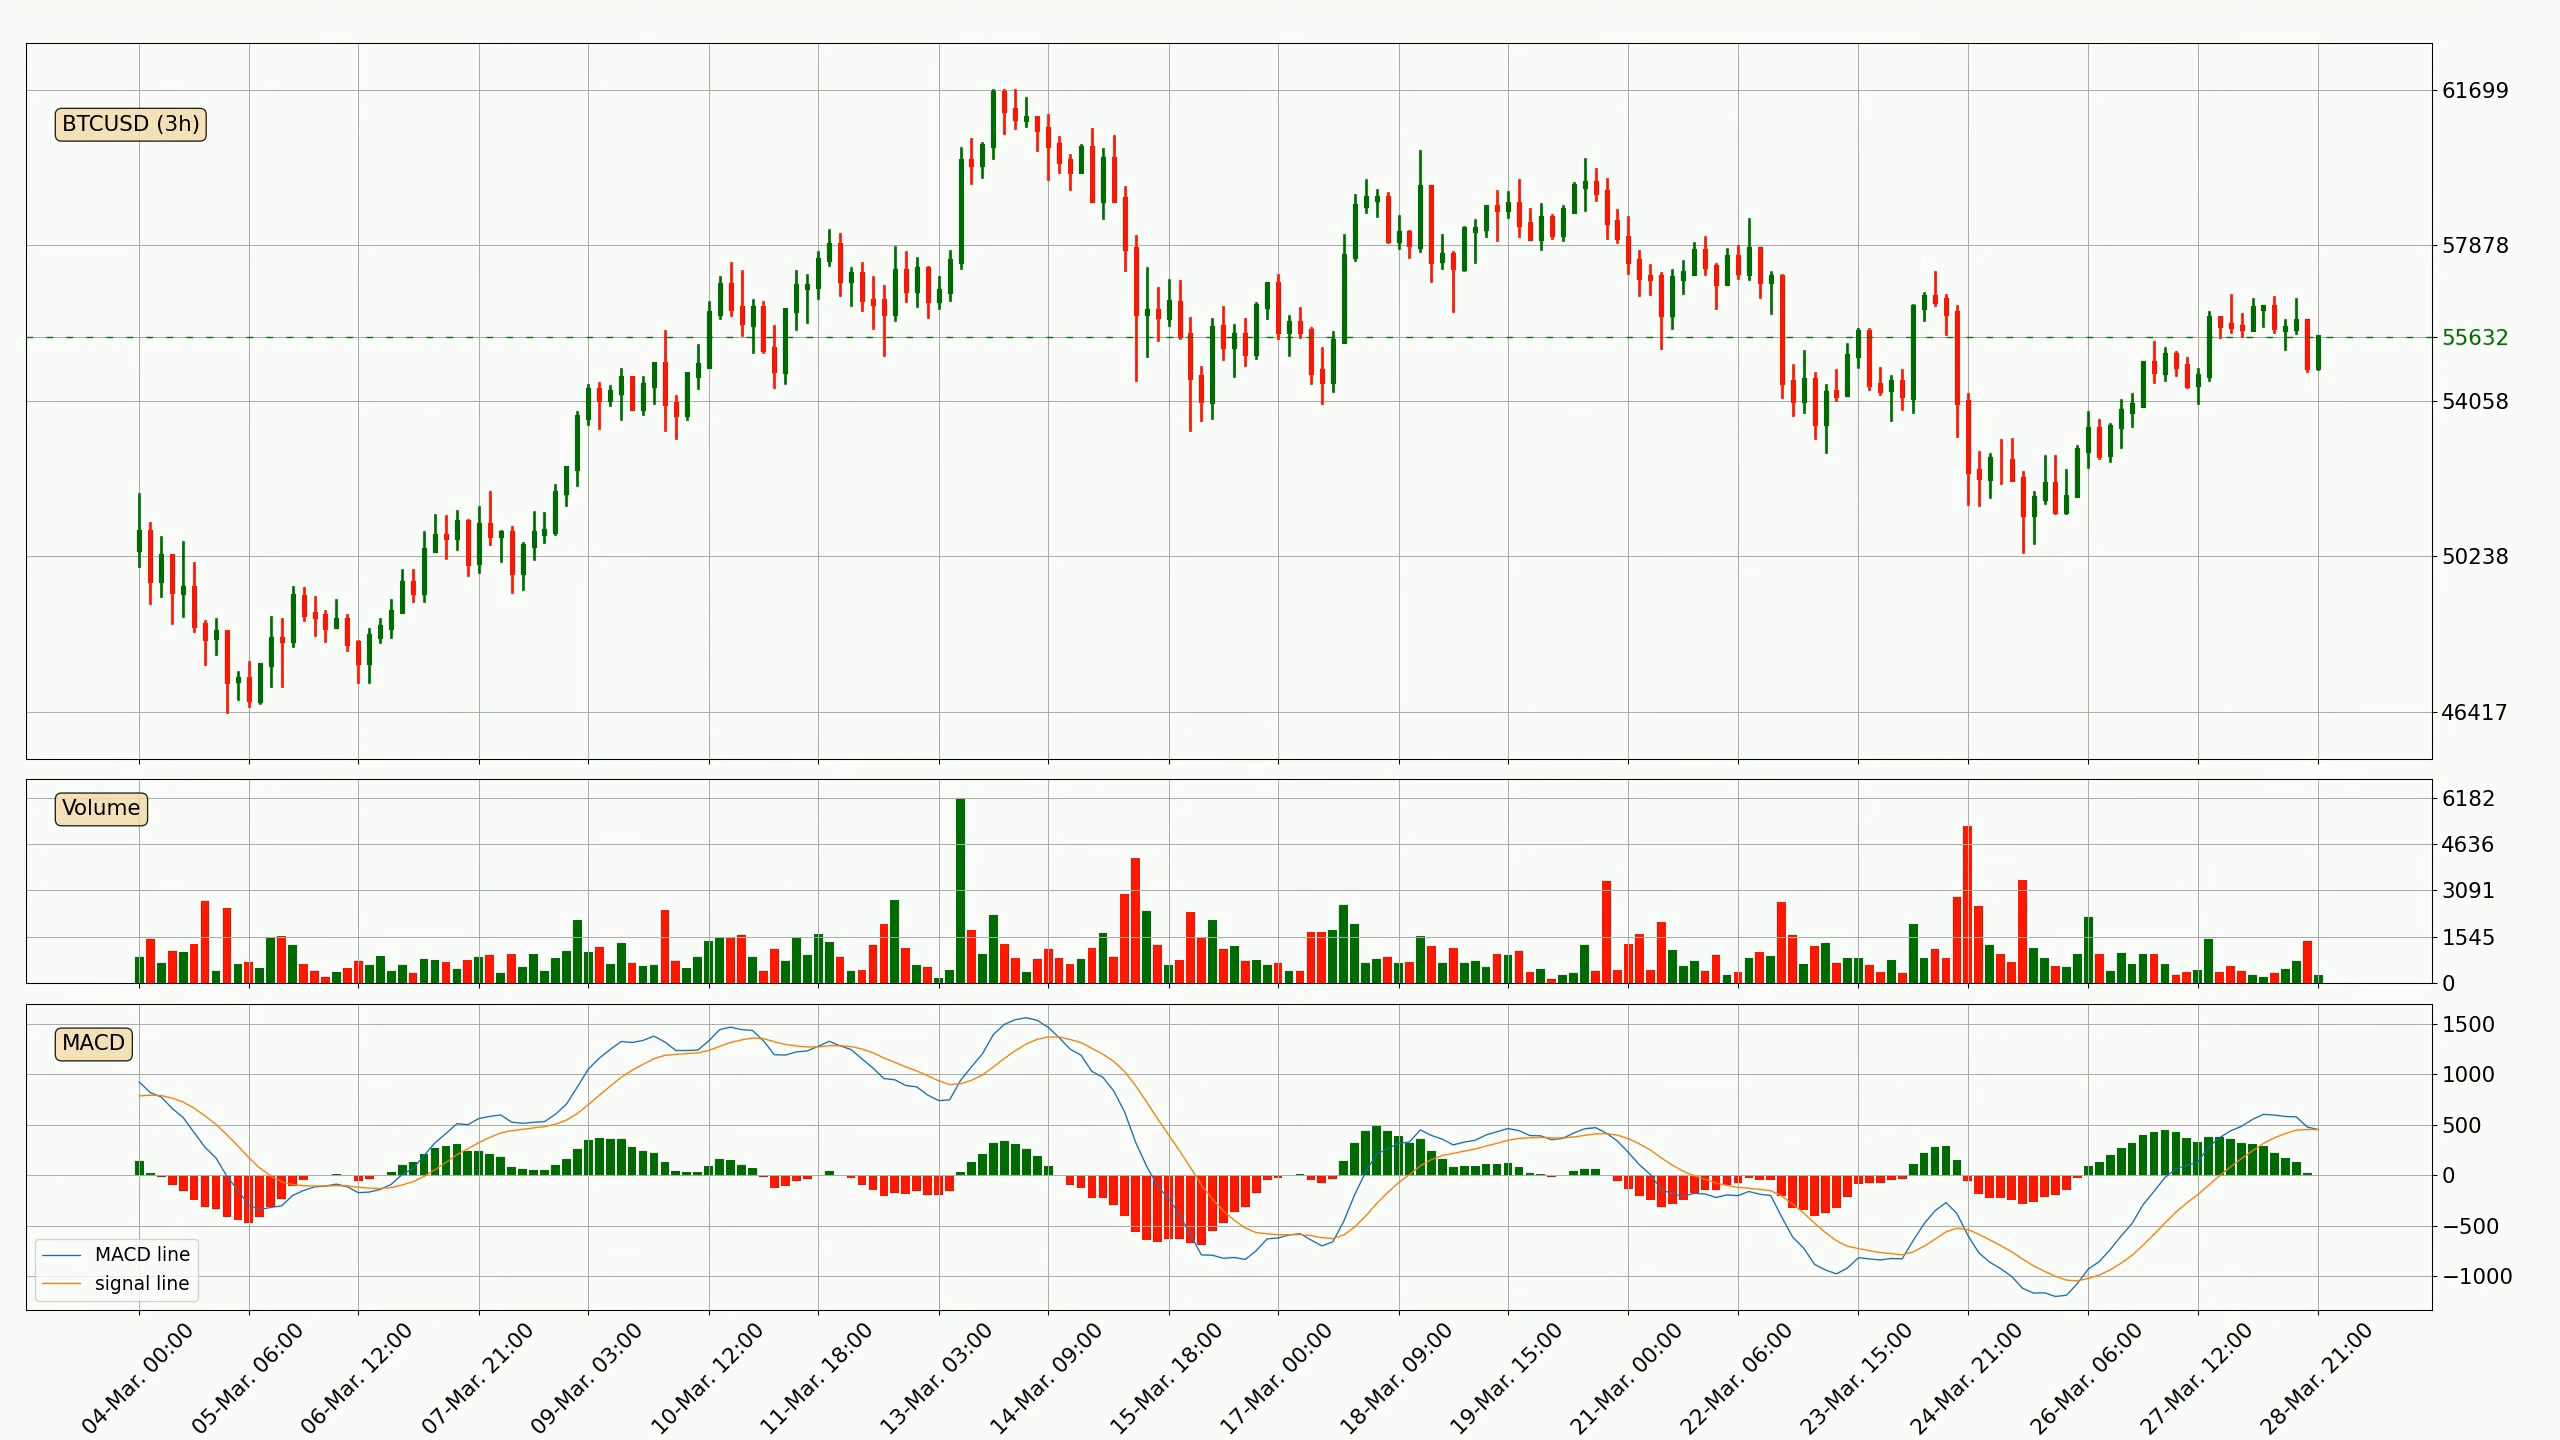 BTCUSD (3h)
61699
57878
55632
54058
50238
46417
Volume
6182
4636
3091
1545
0
MACD
1500
1000
500
0
−500
−1000
MACD line
signal line
04-Mar. 00:00
05-Mar. 06:00
06-Mar. 12:00
07-Mar. 21:00
09-Mar. 03:00
10-Mar. 12:00
11-Mar. 18:00
13-Mar. 03:00
14-Mar. 09:00
15-Mar. 18:00
17-Mar. 00:00
18-Mar. 09:00
19-Mar. 15:00
21-Mar. 00:00
22-Mar. 06:00
23-Mar. 15:00
24-Mar. 21:00
26-Mar. 06:00
27-Mar. 12:00
28-Mar. 21:00